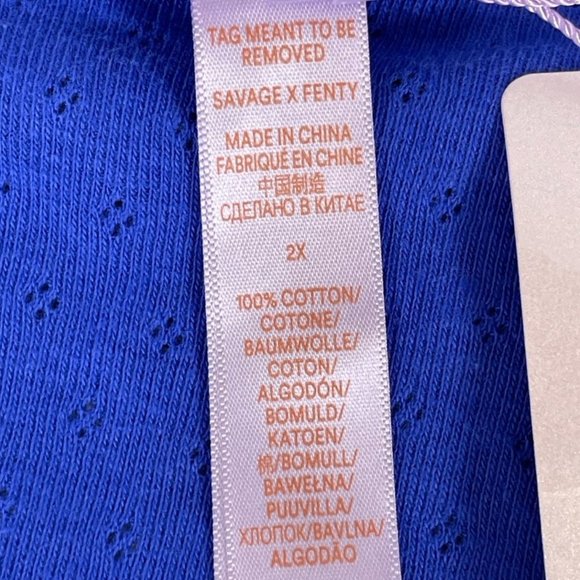 TAG MEANT TO BE
REMOVED
SAVAGE X FENTY
MADE IN CHINA
FABRIQUÉ EN CHINE
中国制造
СДЕЛАНО В КИТАЕ
2X
100% COTTON/
COTONE/
BAUMWOLLE/
COTON/
ALGODÓN/
BOMULD/
KATOEN/
棉/BOMULL/
BAWEŁNA/
PUUVILLA/
ХЛОПОК/BAVLNA/
ALGODÃO